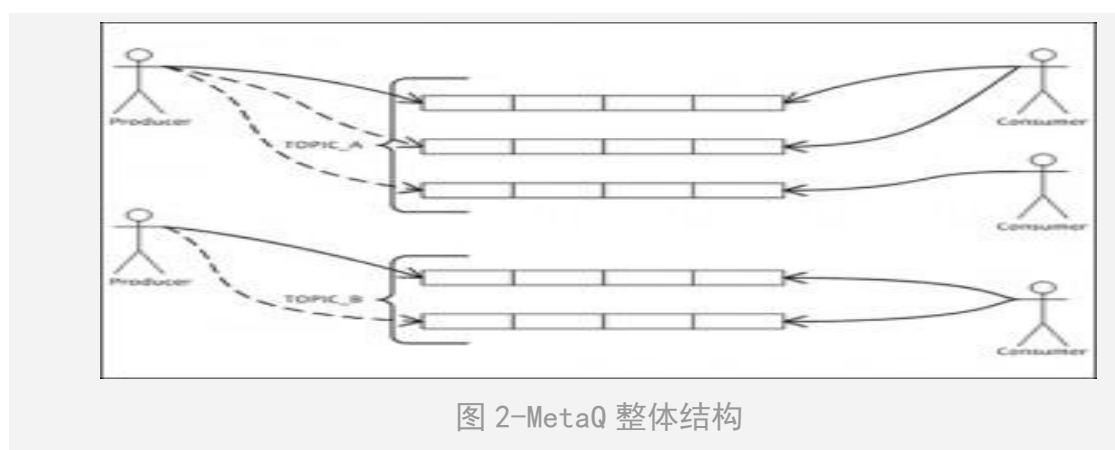 Producer
Consumer
TOPIC_A
Consumer
Producer
TOPIC_B
Consumer
图 2-MetaQ 整体结构